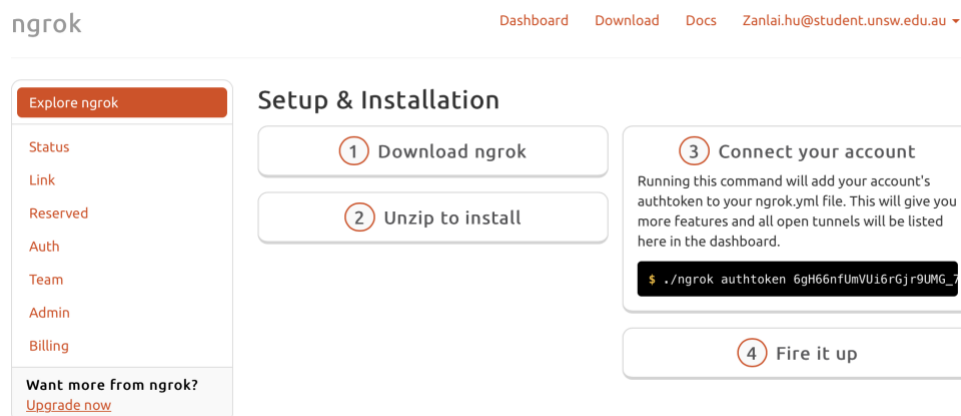 ngrok
Dashboard Download Docs Zanlai.hu@student.unsw.edu.au
Explore ngrok
Status
Link
Reserved
Auth
Team
Admin
Billing
Want more from ngrok?
Upgrade now
Setup & Installation
1 Download ngrok
2 Unzip to install
3 Connect your account
Running this command will add your account's
authtoken to your ngrok.yml file. This will give you
more features and all open tunnels will be listed
here in the dashboard.
$ ./ngrok authtoken 6gH66nfUmVUi6rGjr9UMG_7
4 Fire it up